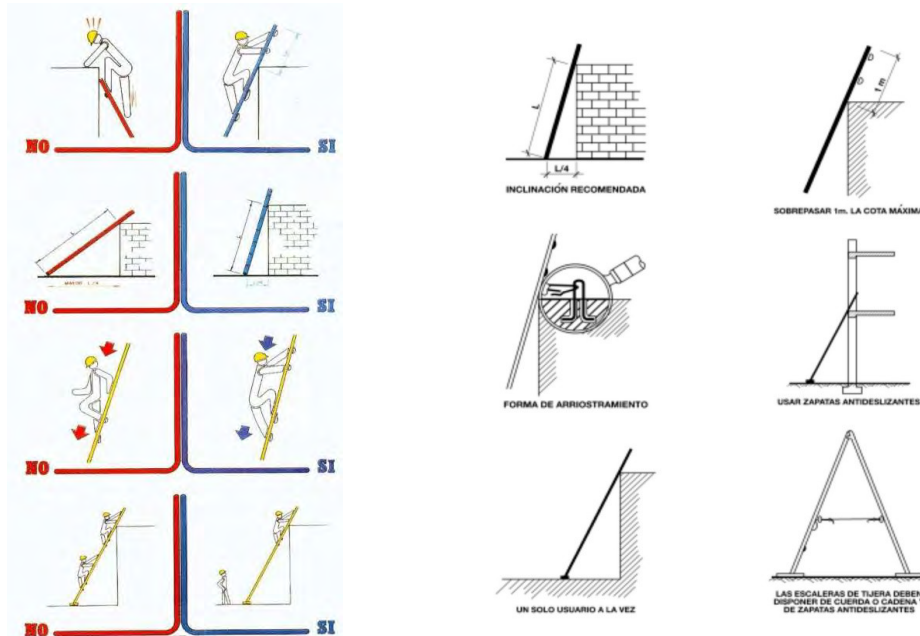 NO
SI
NO
SI
NO
SI
NO
SI
L
L/4
INCLINACIÓN RECOMENDADA
1 m
SOBREPASAR 1m. LA COTA MÁXIMA
FORMA DE ARRIOSTRAMIENTO
USAR ZAPATAS ANTIDESLIZANTES
UN SOLO USUARIO A LA VEZ
LAS ESCALERAS DE TIJERA DEBEN
DISPONER DE CUERDA O CADENA Y
DE ZAPATAS ANTIDESLIZANTES